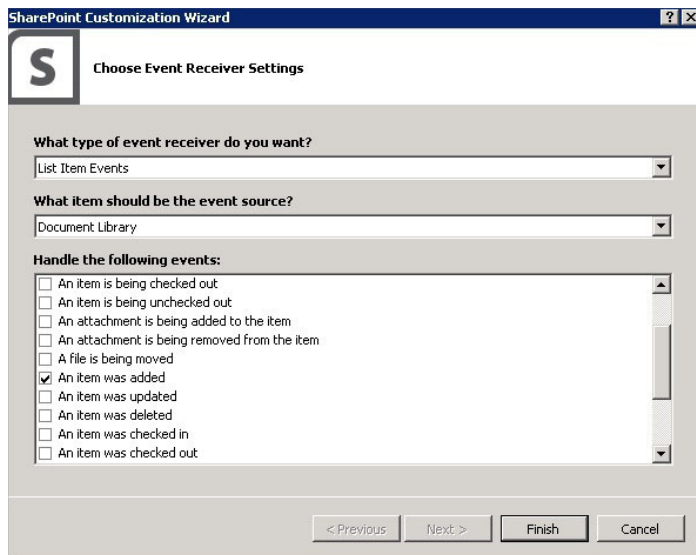 SharePoint Customization Wizard
S
Choose Event Receiver Settings
What type of event receiver do you want?
List Item Events
What item should be the event source?
Document Library
Handle the following events:
An item is being checked out
An item is being unchecked out
An attachment is being added to the item
An attachment is being removed from the item
A file is being moved
An item was added
An item was updated
An item was deleted
An item was checked in
An item was checked out
< Previous Next > Finish Cancel